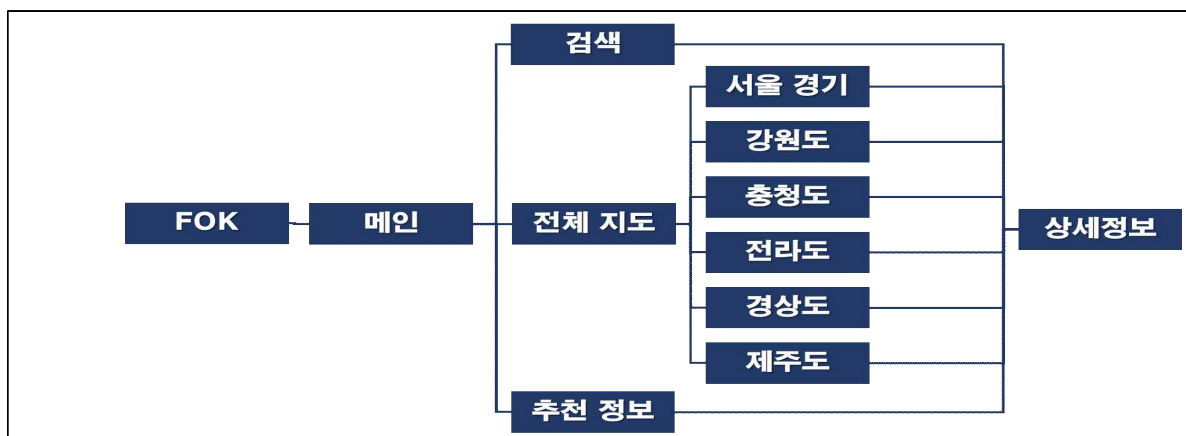 검색
서울 경기
강원도
충청도
FOK
메인
전체 지도
상세정보
전라도
경상도
제주도
추천 정보